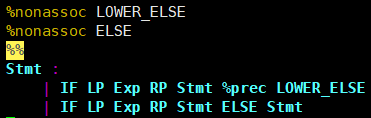 %nonassoc LOWER_ELSE
%nonassoc ELSE
%%
Stmt :
| IF LP Exp RP Stmt %prec LOWER_ELSE
| IF LP Exp RP Stmt ELSE Stmt